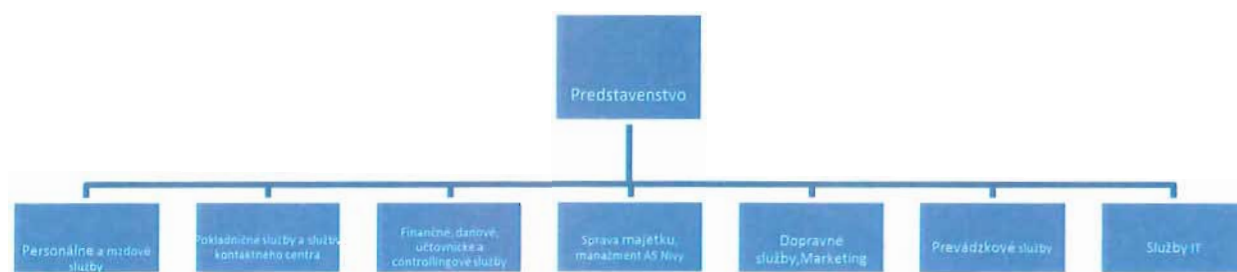 Predstavenstvo
Personálne a mzdové
služby
Pokladničné služby a služby
kontaktného centra
Finančné, daňové,
účtovnícke a
controllingové služby
Sprava majetku,
manažment AS Nivy
Dopravné
služby,Marketing
Prevádzkové služby
Služby IT